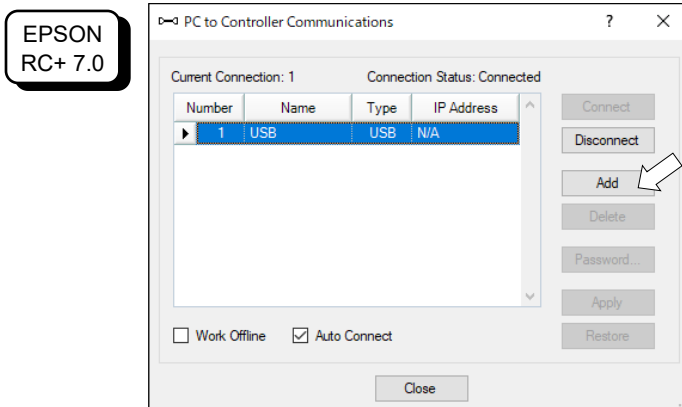 EPSON
RC+ 7.0
PC to Controller Communications ? ×
Current Connection: 1 Connection Status: Connected
Number Name Type IP Address
1 USB USB N/A
Connect
Disconnect
Add
Delete
Password...
Apply
Restore
Work Offline Auto Connect
Close